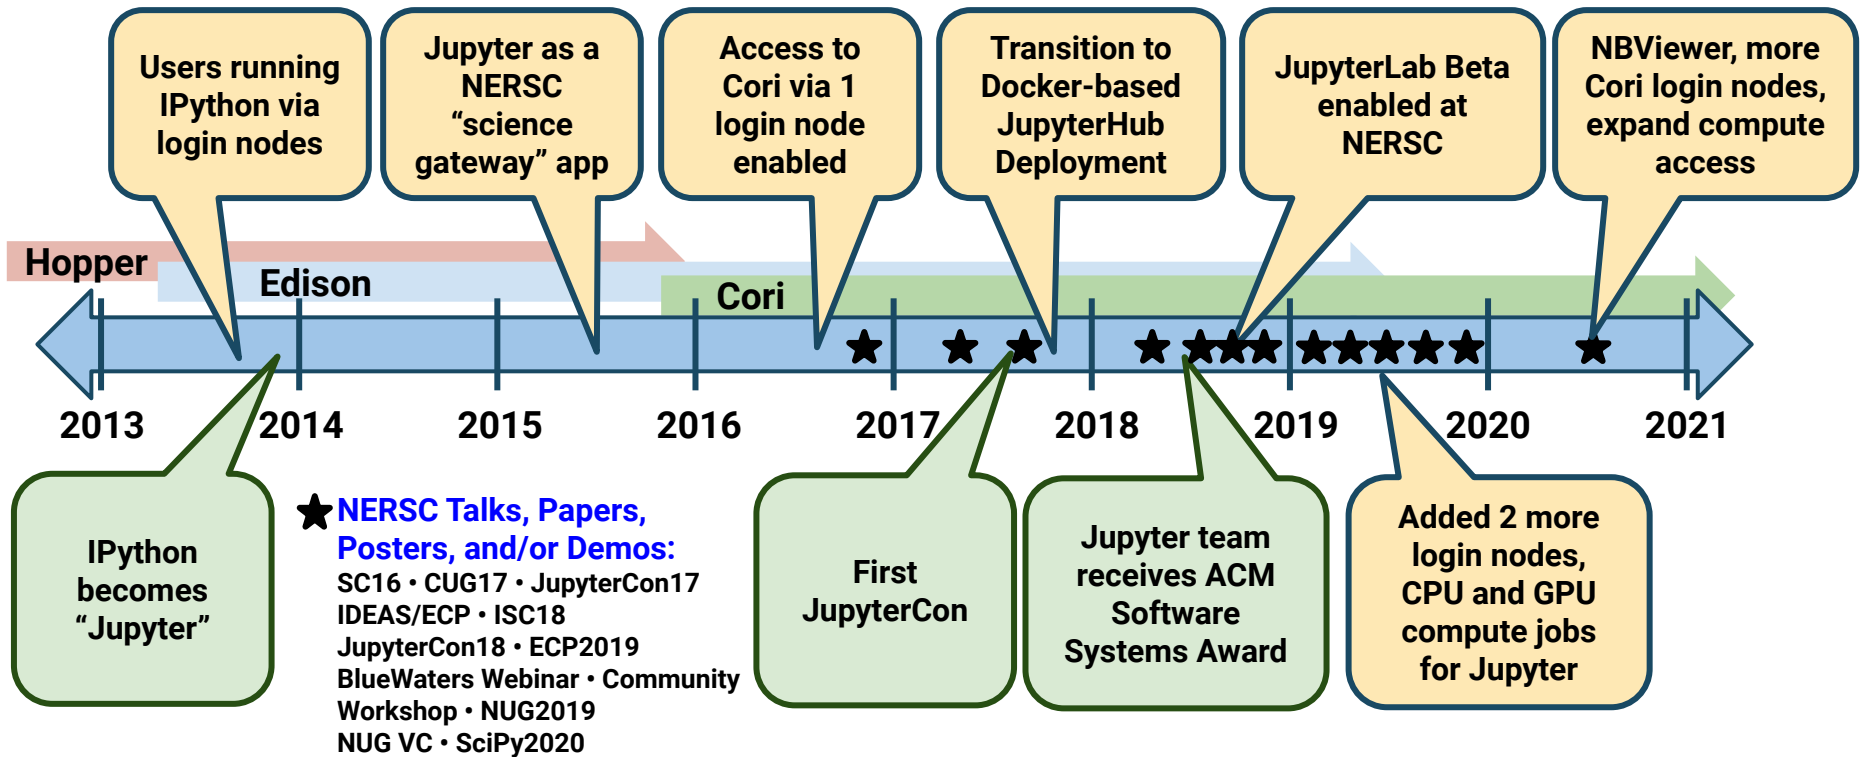 Users running
IPython via
login nodes
Jupyter as a
NERSC
“science
gateway” app
Access to
Cori via 1
login node
enabled
Transition to
Docker-based
JupyterHub
Deployment
JupyterLab Beta
enabled at
NERSC
NBViewer, more
Cori login nodes,
expand compute
access
Hopper
Edison
Cori
2013
2014
2015
2016
2017
2018
2019
2020
2021
IPython
becomes
“Jupyter”
NERSC Talks, Papers,
Posters, and/or Demos:
SC16 • CUG17 • JupyterCon17
IDEAS/ECP • ISC18
JupyterCon18 • ECP2019
BlueWaters Webinar • Community
Workshop • NUG2019
NUG VC • SciPy2020
First
JupyterCon
Jupyter team
receives ACM
Software
Systems Award
Added 2 more
login nodes,
CPU and GPU
compute jobs
for Jupyter